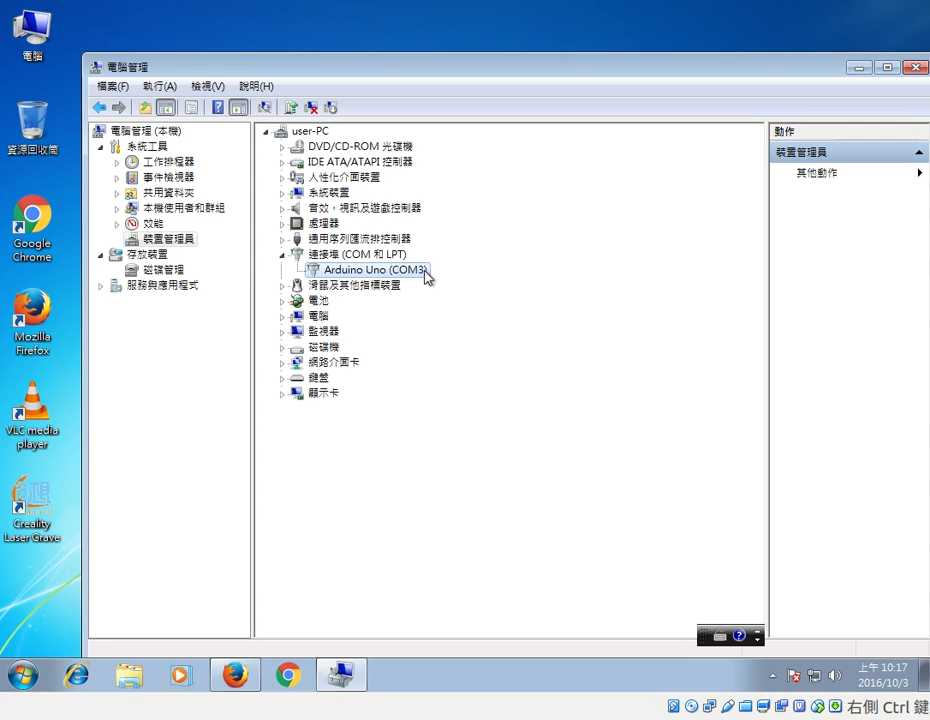 電腦
資源回收筒
Google
Chrome
Mozilla
Firefox
VLC media
player
創想
Creality
Laser Grave
電腦管理
檔案(F) 執行(A) 檢視(V) 說明(H)
電腦管理 (本機)
系統工具
工作排程器
事件檢視器
共用資料夾
本機使用者和群組
效能
裝置管理員
存放裝置
磁碟管理
服務與應用程式
user-PC
DVD/CD-ROM 光碟機
IDE ATA/ATAPI 控制器
人性化介面裝置
系統裝置
音效，視訊及遊戲控制器
處理器
通用序列匯流排控制器
連接埠 (COM 和 LPT)
Arduino Uno (COM3)
滑鼠及其他指標裝置
電池
電腦
監視器
磁碟機
網路介面卡
鍵盤
顯示卡
動作
裝置管理員
其他動作
上午 10:17
2016/10/3
右側 Ctrl 鍵